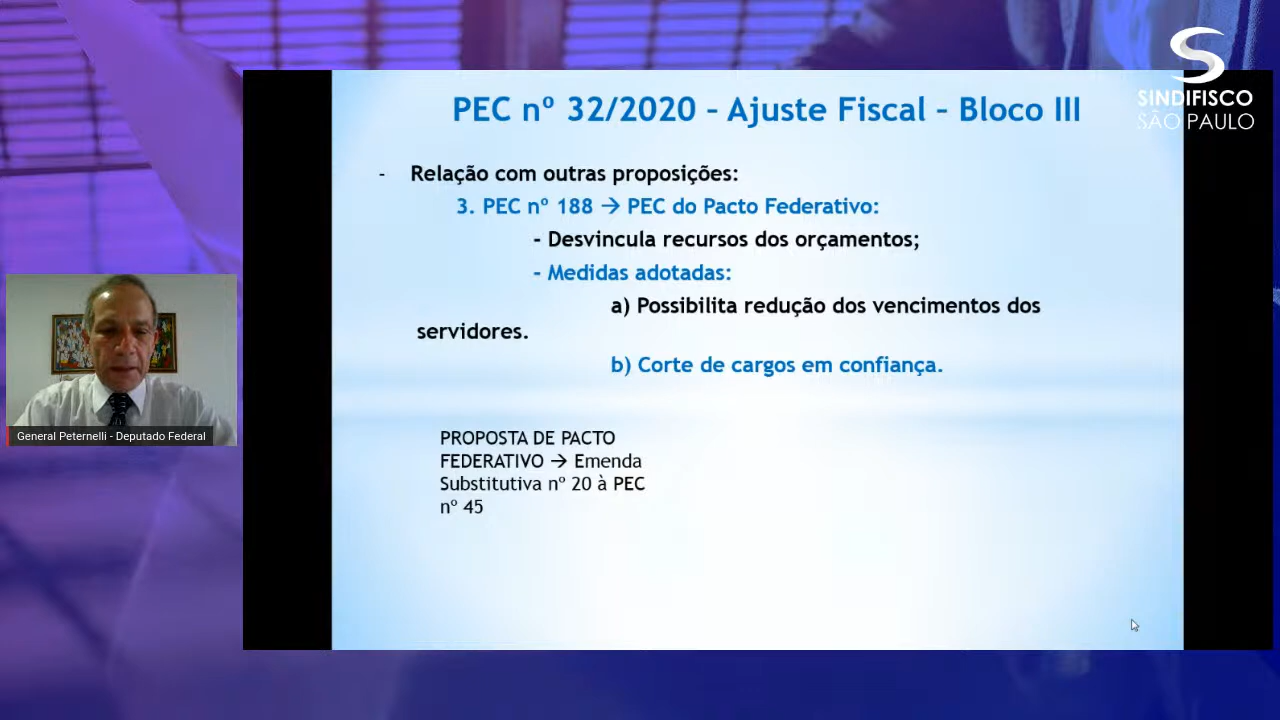 SINDIFISCO
SÃO PAULO
PEC nº 32/2020 – Ajuste Fiscal – Bloco III
- Relação com outras proposições:
3. PEC nº 188 → PEC do Pacto Federativo:
- Desvincula recursos dos orçamentos;
- Medidas adotadas:
a) Possibilita redução dos vencimentos dos
servidores.
b) Corte de cargos em confiança.
PROPOSTA DE PACTO
FEDERATIVO → Emenda
Substitutiva nº 20 à PEC
nº 45
General Peternelli - Deputado Federal